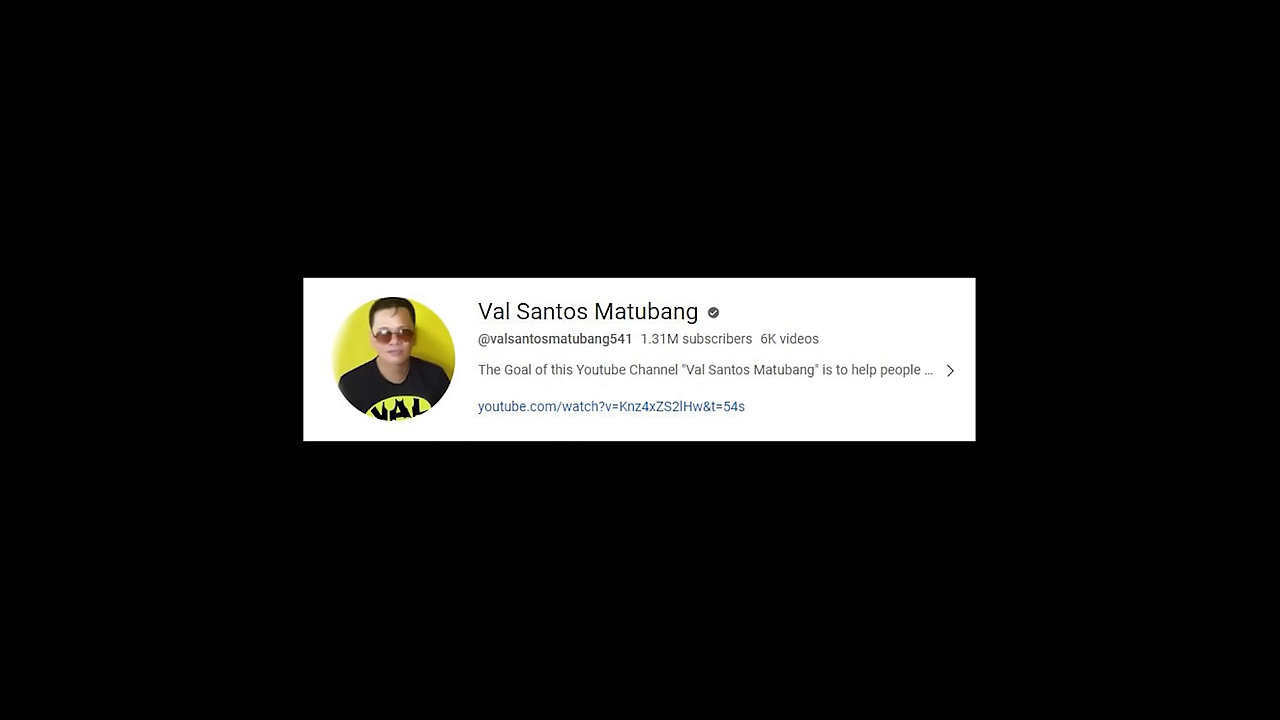 Val Santos Matubang
@valsantosmatubang541 1.31M subscribers 6K videos
The Goal of this Youtube Channel "Val Santos Matubang" is to help people ...
youtube.com/watch?v=Knz4xZS2lHw&t=54s
VAL